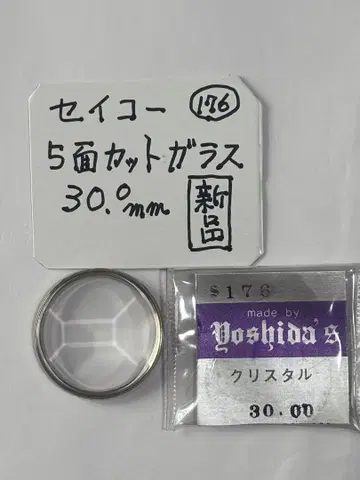 セイコー 176
5面カットガラス
30.0mm 新品
S176
made by
Yoshida's
クリスタル
30.00